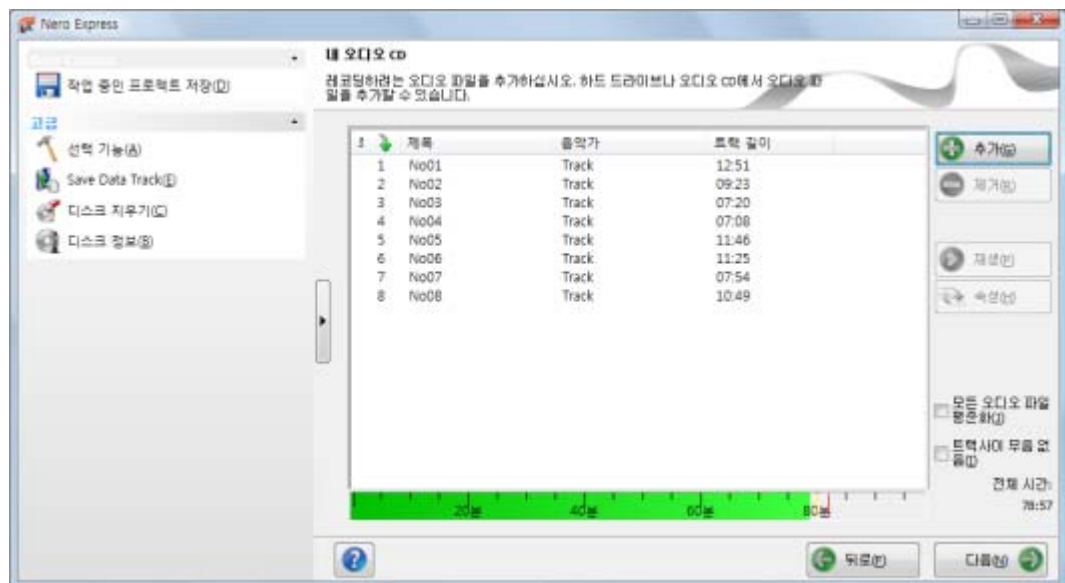 Nero Express
작업 중인 프로젝트 저장(D)
고급
선택 기능(A)
Save Data Track(E)
디스크 지우기(C)
디스크 정보(B)
내 오디오 CD
레코딩하려는 오디오 파일을 추가하십시오. 하드 드라이브나 오디오 CD에서 오디오 파
일을 추가할 수 있습니다.
제목 음악가 트랙 길이
1 No01 Track 12:51
2 No02 Track 09:23
3 No03 Track 07:20
4 No04 Track 07:08
5 No05 Track 11:46
6 No06 Track 11:25
7 No07 Track 07:54
8 No08 Track 10:49
추가(G)
제거(R)
재생(P)
속성(H)
모든 오디오 파일
평준화(J)
트랙사이 무음 없
음(I)
전체 시간:
78:57
20분 40분 60분 80분
뒤로(F)
다음(N)